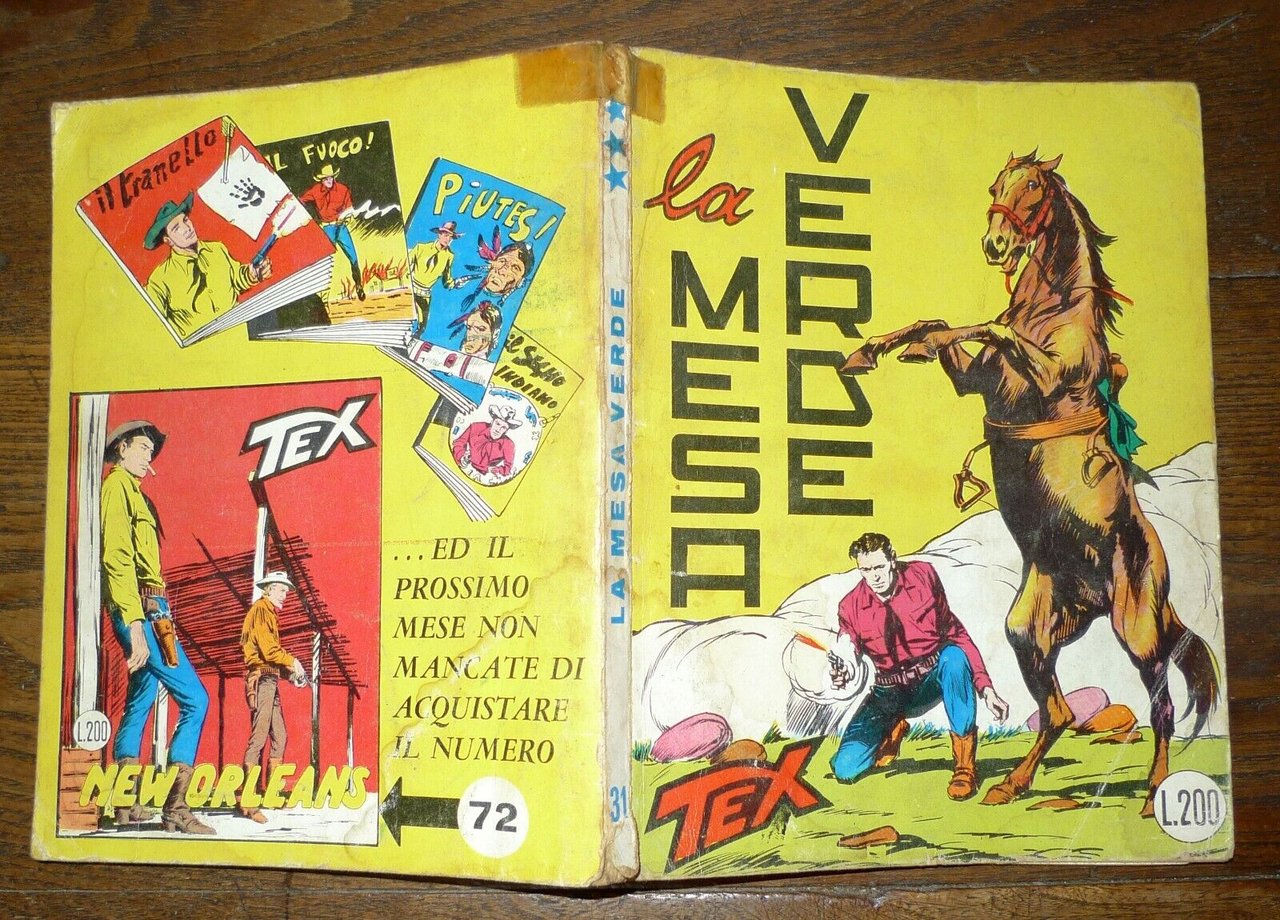 il Tranello
IL FUOCO!
PIUTES!
il SEGNO
INDIANO
TEX
L.200
NEW ORLEANS
...ED IL
PROSSIMO
MESE NON
MANCATE DI
ACQUISTARE
IL NUMERO
72
LA MESA VERDE
31
la
MESA
VERDE
TEX
L.200